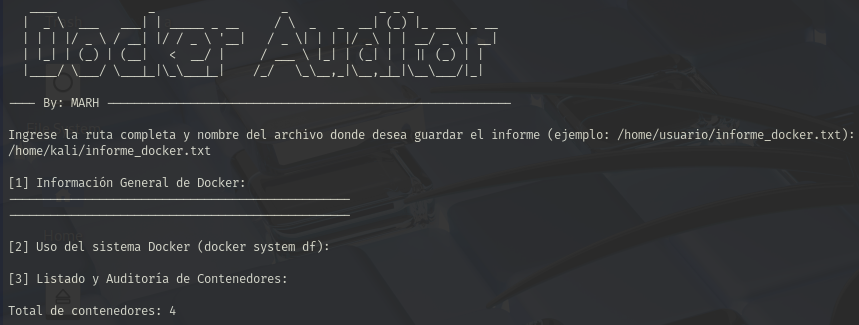 Docker Auditor
By: MARH
Ingrese la ruta completa y nombre del archivo donde desea guardar el informe (ejemplo: /home/usuario/informe_docker.txt):
/home/kali/informe_docker.txt
[1] Información General de Docker:
[2] Uso del sistema Docker (docker system df):
[3] Listado y Auditoría de Contenedores:
Total de contenedores: 4